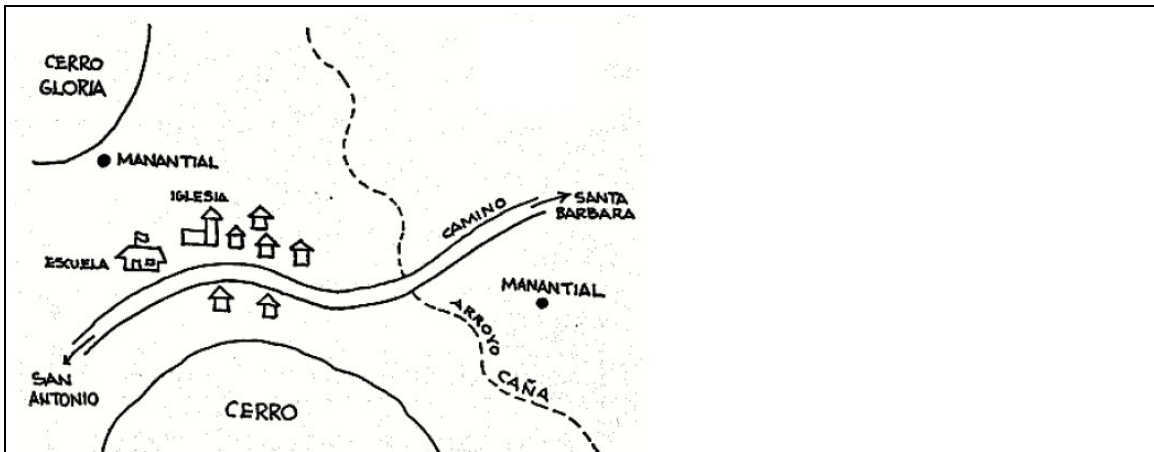 CERRO
GLORIA
MANANTIAL
IGLESIA
ESCUELA
CAMINO
SANTA
BARBARA
MANANTIAL
ARROYO
CAÑA
SAN
ANTONIO
CERRO